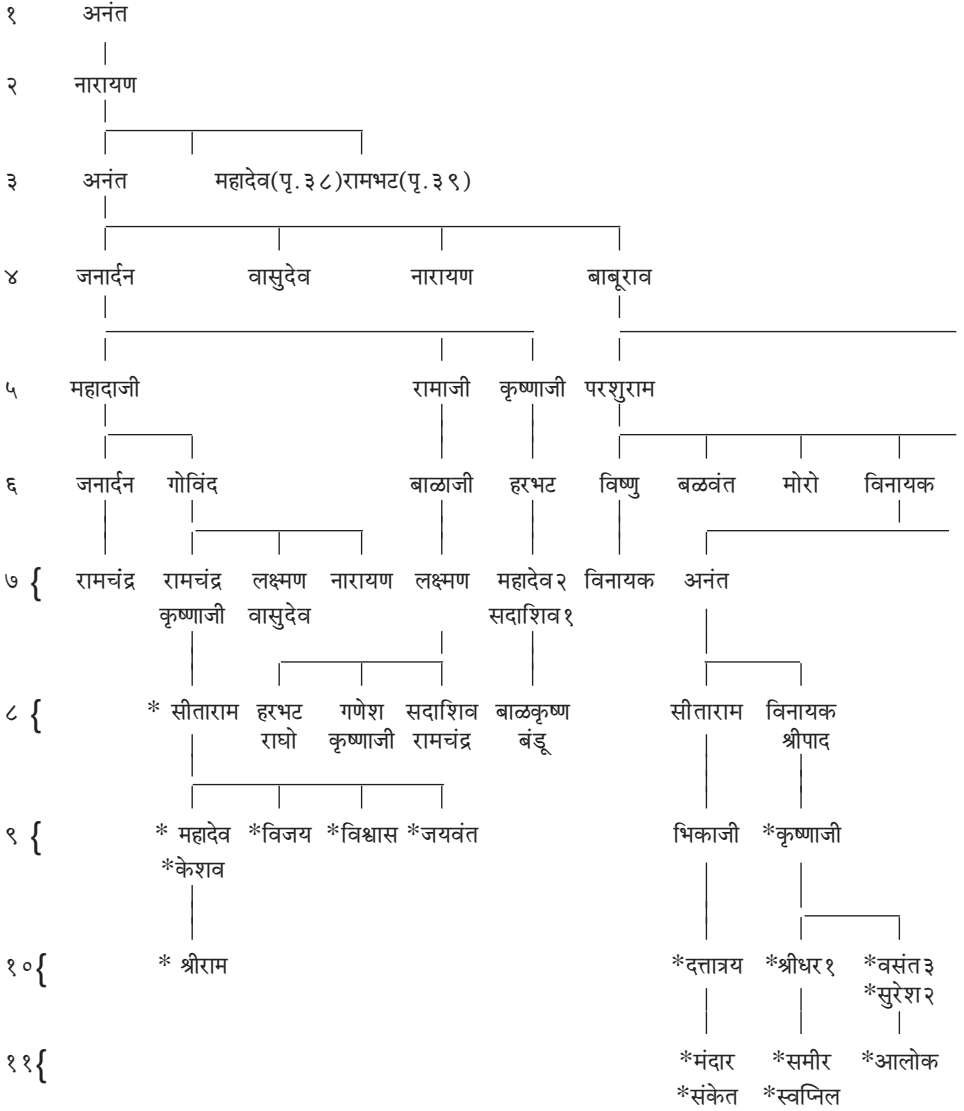 १ अनंत
२ नारायण
३ अनंत महादेव(पृ.३८)रामभट(पृ.३९)
४ जनार्दन वासुदेव नारायण बाबूराव
५ महादाजी रामाजी कृष्णाजी परशुराम
६ जनार्दन गोविंद बाळाजी हरभट विष्णु बळवंत मोरो विनायक
७ { रामचंद्र रामचंद्र लक्ष्मण नारायण लक्ष्मण महादेव२ विनायक अनंत
कृष्णाजी वासुदेव सदाशिव१
८ { * सीताराम हरभट गणेश सदाशिव बाळकृष्ण सीताराम विनायक
राघो कृष्णाजी रामचंद्र बंडू श्रीपाद
९ { * महादेव *विजय *विश्वास *जयवंत भिकाजी *कृष्णाजी
*केशव
१०{ * श्रीराम *दत्तात्रय *श्रीधर१ *वसंत३
*सुरेश२
११{ *मंदार *समीर *आलोक
*संकेत *स्वप्निल